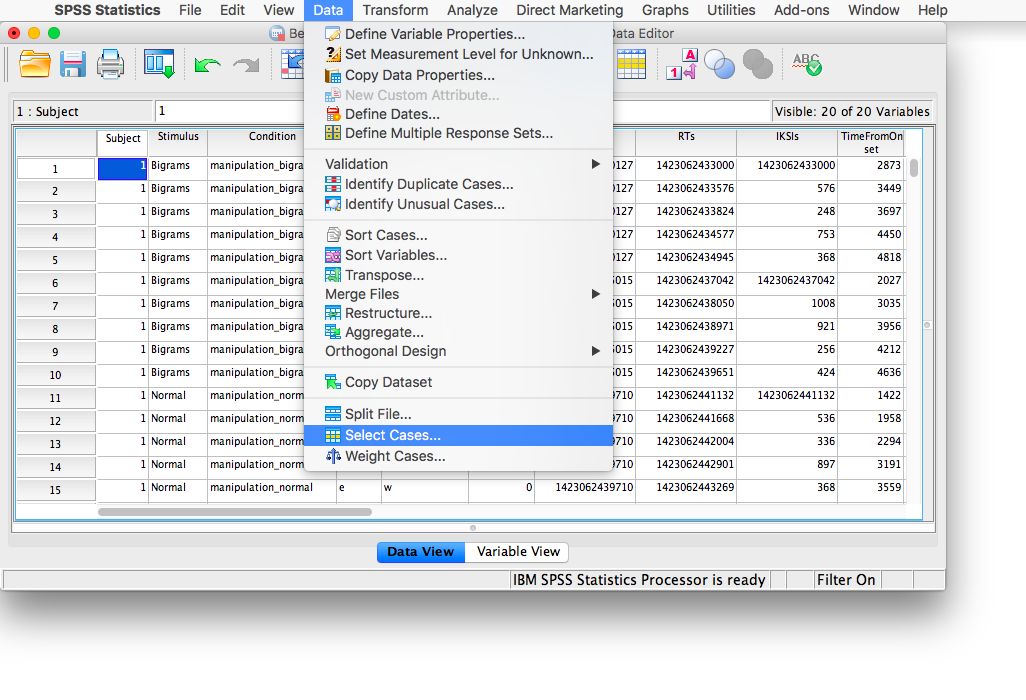 SPSS Statistics File Edit View Data Transform Analyze Direct Marketing Graphs Utilities Add-ons Window Help
Be
Data Editor
Define Variable Properties...
Set Measurement Level for Unknown...
Copy Data Properties...
New Custom Attribute...
Define Dates...
Define Multiple Response Sets...
Validation
Identify Duplicate Cases...
Identify Unusual Cases...
Sort Cases...
Sort Variables...
Transpose...
Merge Files
Restructure...
Aggregate...
Orthogonal Design
Copy Dataset
Split File...
Select Cases...
Weight Cases...
A
1
ABC
1 : Subject 1 Visible: 20 of 20 Variables
Subject Stimulus Condition RTs IKSIs TimeFromOn
set
1 1 Bigrams manipulation_bigra 0127 1423062433000 1423062433000 2873
2 1 Bigrams manipulation_bigra 0127 1423062433576 576 3449
3 1 Bigrams manipulation_bigra 0127 1423062433824 248 3697
4 1 Bigrams manipulation_bigra 0127 1423062434577 753 4450
5 1 Bigrams manipulation_bigra 0127 1423062434945 368 4818
6 1 Bigrams manipulation_bigra 5015 1423062437042 1423062437042 2027
7 1 Bigrams manipulation_bigra 5015 1423062438050 1008 3035
8 1 Bigrams manipulation_bigra 5015 1423062438971 921 3956
9 1 Bigrams manipulation_bigra 5015 1423062439227 256 4212
10 1 Bigrams manipulation_bigra 5015 1423062439651 424 4636
11 1 Normal manipulation_norm 9710 1423062441132 1423062441132 1422
12 1 Normal manipulation_norm 9710 1423062441668 536 1958
13 1 Normal manipulation_norm 9710 1423062442004 336 2294
14 1 Normal manipulation_norm 9710 1423062442901 897 3191
15 1 Normal manipulation_normal e w 0 1423062439710 1423062443269 368 3559
Data View Variable View
IBM SPSS Statistics Processor is ready Filter On